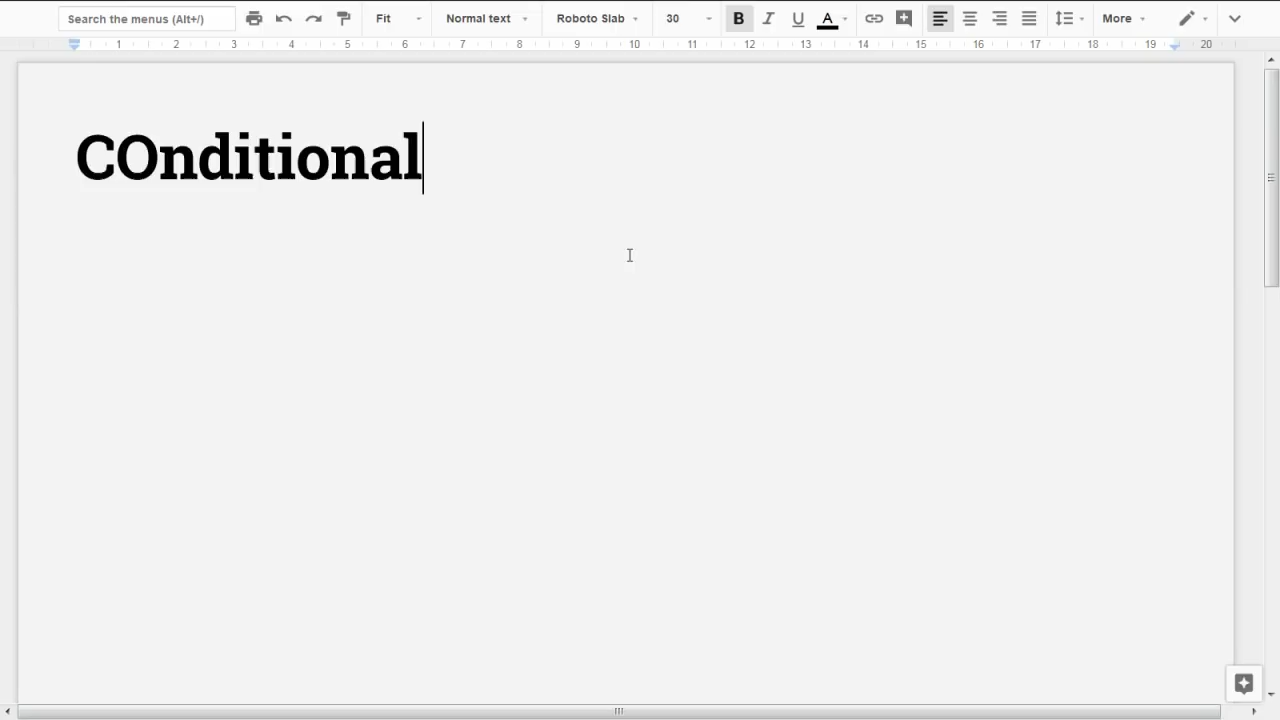 Search the menus (Alt+/) Fit Normal text Roboto Slab 30 B I U A More
1 2 3 4 5 6 7 8 9 10 11 12 13 14 15 16 17 18 19 20
COnditional